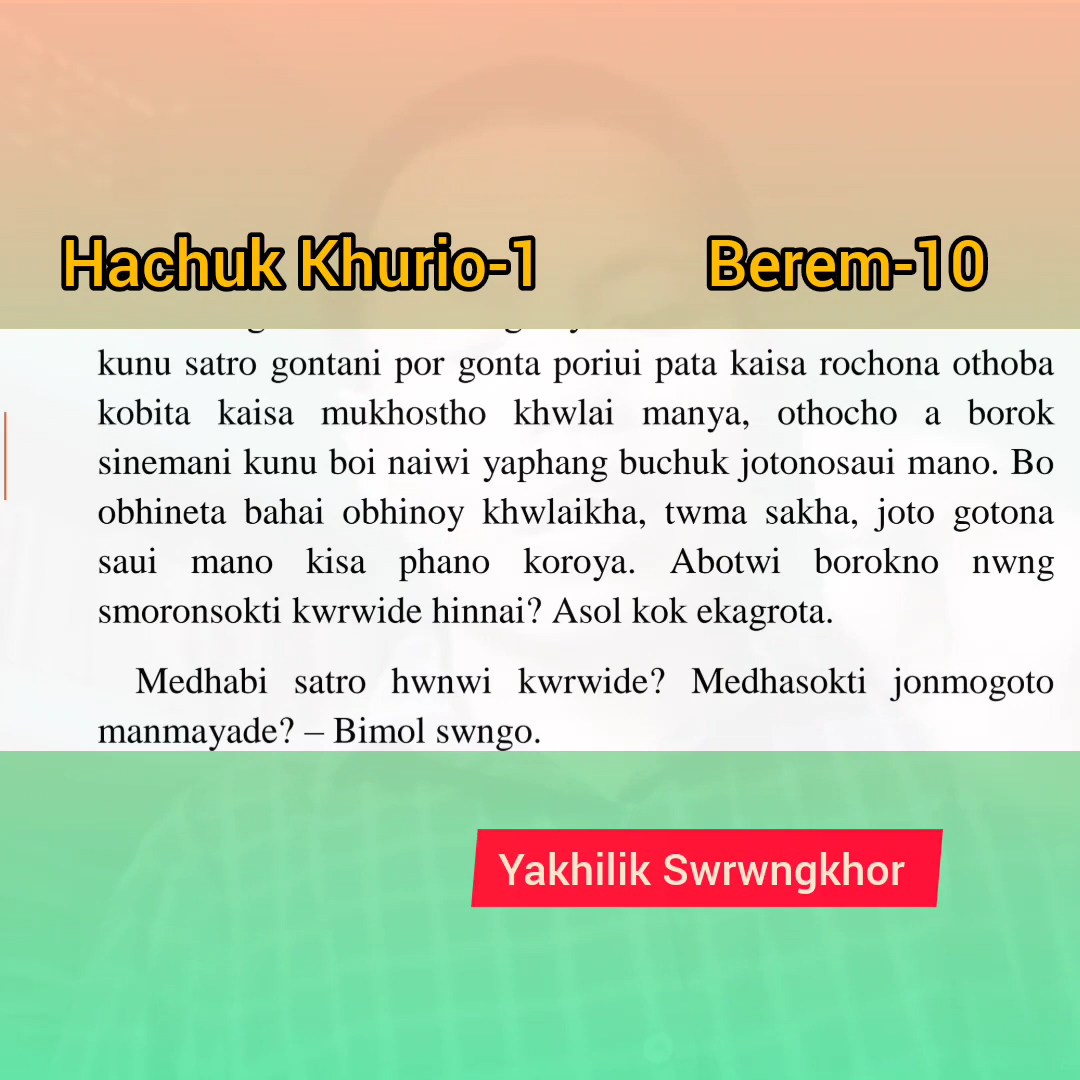 Hachuk Khurio-1 Berem-10
kunu satro gontani por gonta poriui pata kaisa rochona othoba
kobita kaisa mukhostho khwlai manya, othocho a borok
sinemani kunu boi naiwi yaphang buchuk jotonosaui mano. Bo
obhineta bahai obhinoy khwlaikha, twma sakha, joto gotona
saui mano kisa phano koroya. Abotwi borokno nwng
smoronsokti kwrwide hinnai? Asol kok ekagrota.
Medhabi satro hwnwi kwrwide? Medhasokti jonmogoto
manmayade? – Bimol swngo.
Yakhilik Swrwngkhor